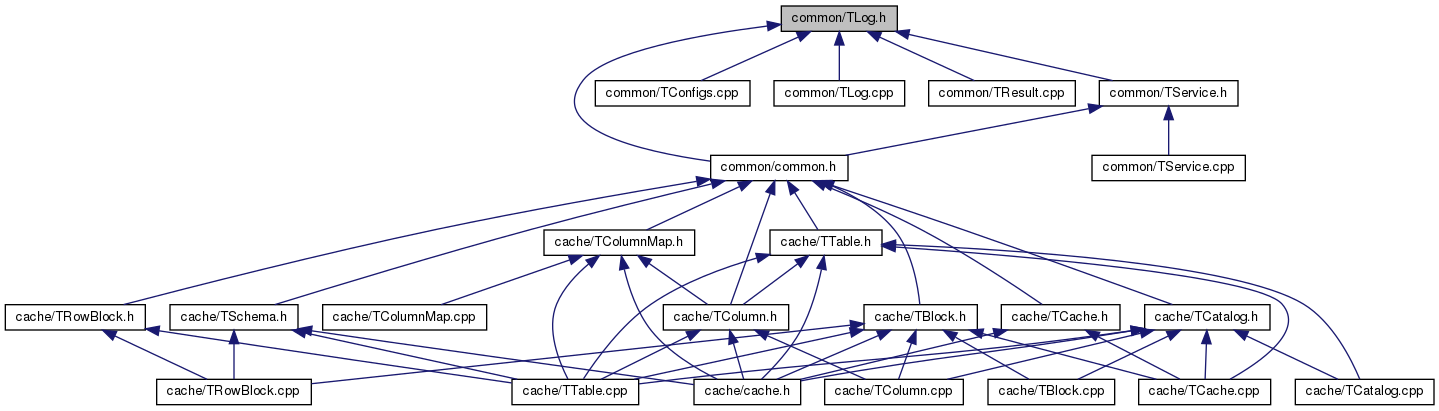 common/TLog.h
common/TConfigs.cpp
common/TLog.cpp
common/TResult.cpp
common/TService.h
common/common.h
common/TService.cpp
cache/TColumnMap.h
cache/TTable.h
cache/TRowBlock.h
cache/TSchema.h
cache/TColumnMap.cpp
cache/TColumn.h
cache/TBlock.h
cache/TCache.h
cache/TCatalog.h
cache/TRowBlock.cpp
cache/TTable.cpp
cache/cache.h
cache/TColumn.cpp
cache/TBlock.cpp
cache/TCache.cpp
cache/TCatalog.cpp